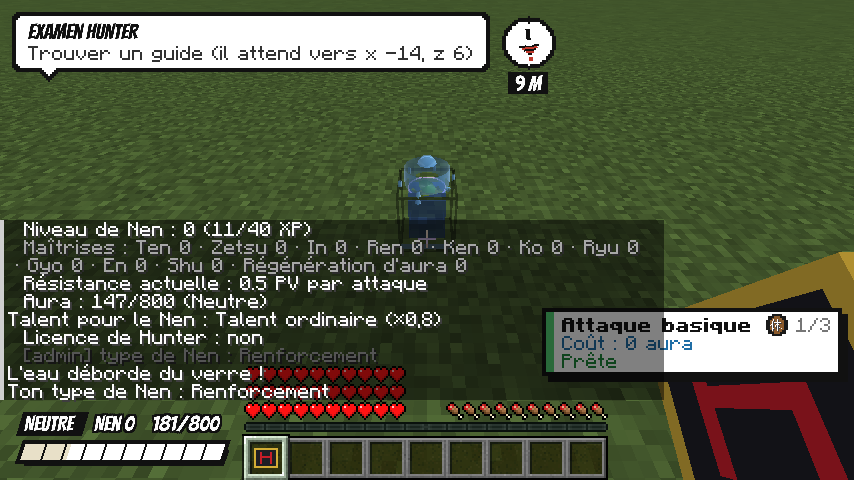 EXAMEN HUNTER
Trouver un guide (il attend vers x -14, z 6)
9 M
Niveau de Nen : 0 (11/40 XP)
Maîtrises : Ten 0 · Zetsu 0 · In 0 · Ren 0 · Ken 0 · Ko 0 · Ryu 0
· Gyo 0 · En 0 · Shu 0 · Régénération d'aura 0
Résistance actuelle : 0.5 PV par attaque
Aura : 147/800 (Neutre)
Talent pour le Nen : Talent ordinaire (×0,8)
Licence de Hunter : non
[admin] type de Nen : Renforcement
L'eau déborde du verre !
Ton type de Nen : Renforcement
Attaque basique 1/3
Coût : 0 aura
Prête
NEUTRE NEN 0 181/800
H